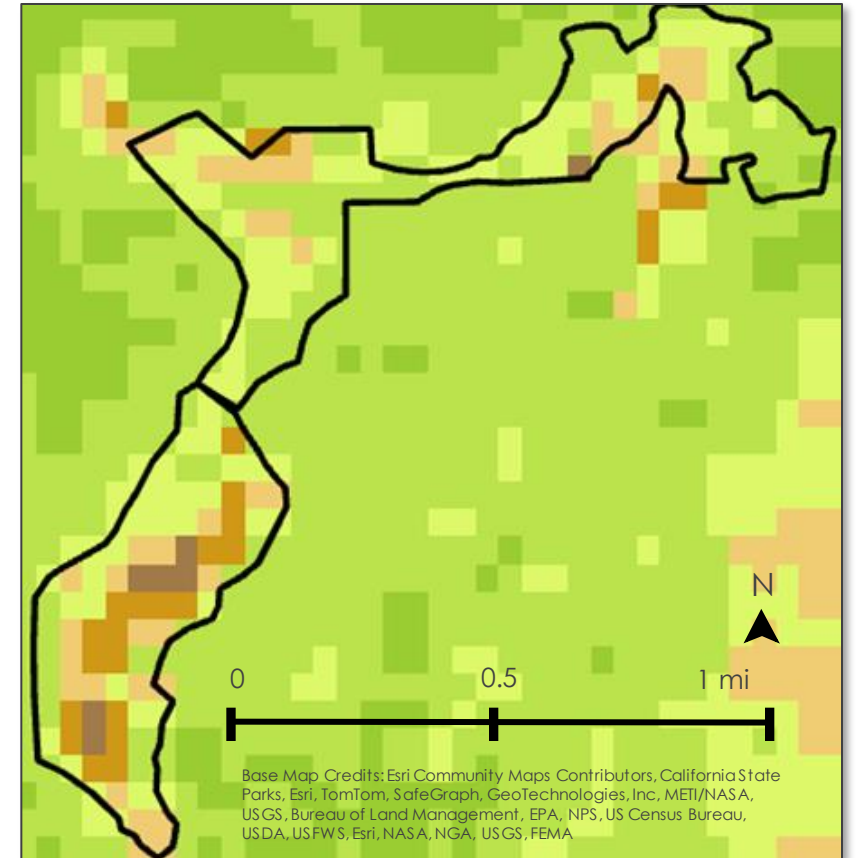 N
0 0.5 1 mi
Base Map Credits: Esri Community Maps Contributors, California State
Parks, Esri, TomTom, SafeGraph, GeoTechnologies, Inc, METI/NASA,
USGS, Bureau of Land Management, EPA, NPS, US Census Bureau,
USDA, USFWS, Esri, NASA, NGA, USGS, FEMA